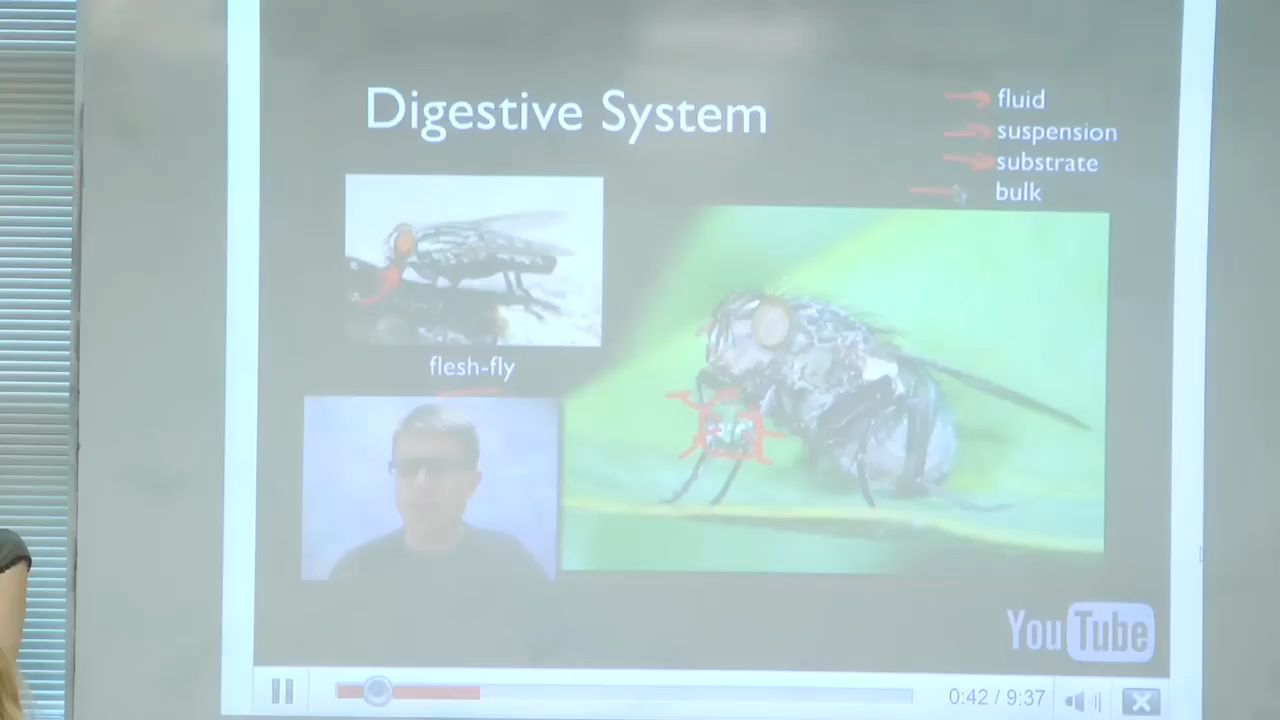 Digestive System
fluid
suspension
substrate
bulk
flesh-fly
YouTube
0:42 / 9:37